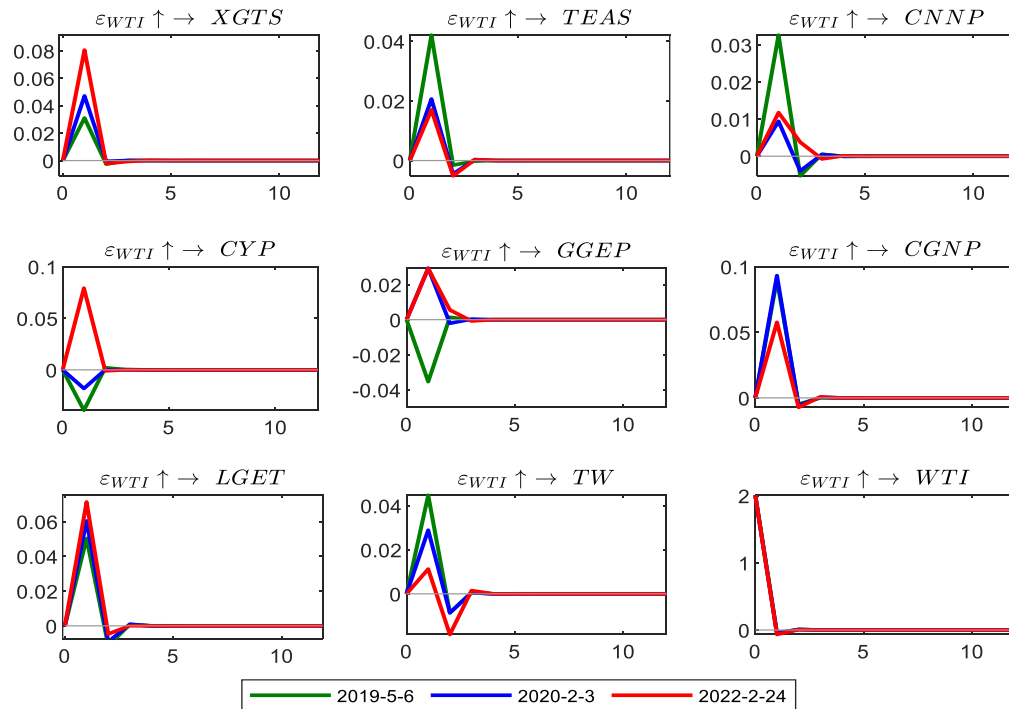 ε_WTI ↑ → XGTS
0.08
0.06
0.04
0.02
0
0 5 10
ε_WTI ↑ → TEAS
0.04
0.02
0
0 5 10
ε_WTI ↑ → CNNP
0.03
0.02
0.01
0
0 5 10
ε_WTI ↑ → CYP
0.1
0.05
0
0 5 10
ε_WTI ↑ → GGEP
0.02
0
-0.02
-0.04
0 5 10
ε_WTI ↑ → CGNP
0.1
0.05
0
0 5 10
ε_WTI ↑ → LGET
0.06
0.04
0.02
0
0 5 10
ε_WTI ↑ → TW
0.04
0.02
0
0 5 10
ε_WTI ↑ → WTI
2
1
0
0 5 10
2019-5-6 2020-2-3 2022-2-24